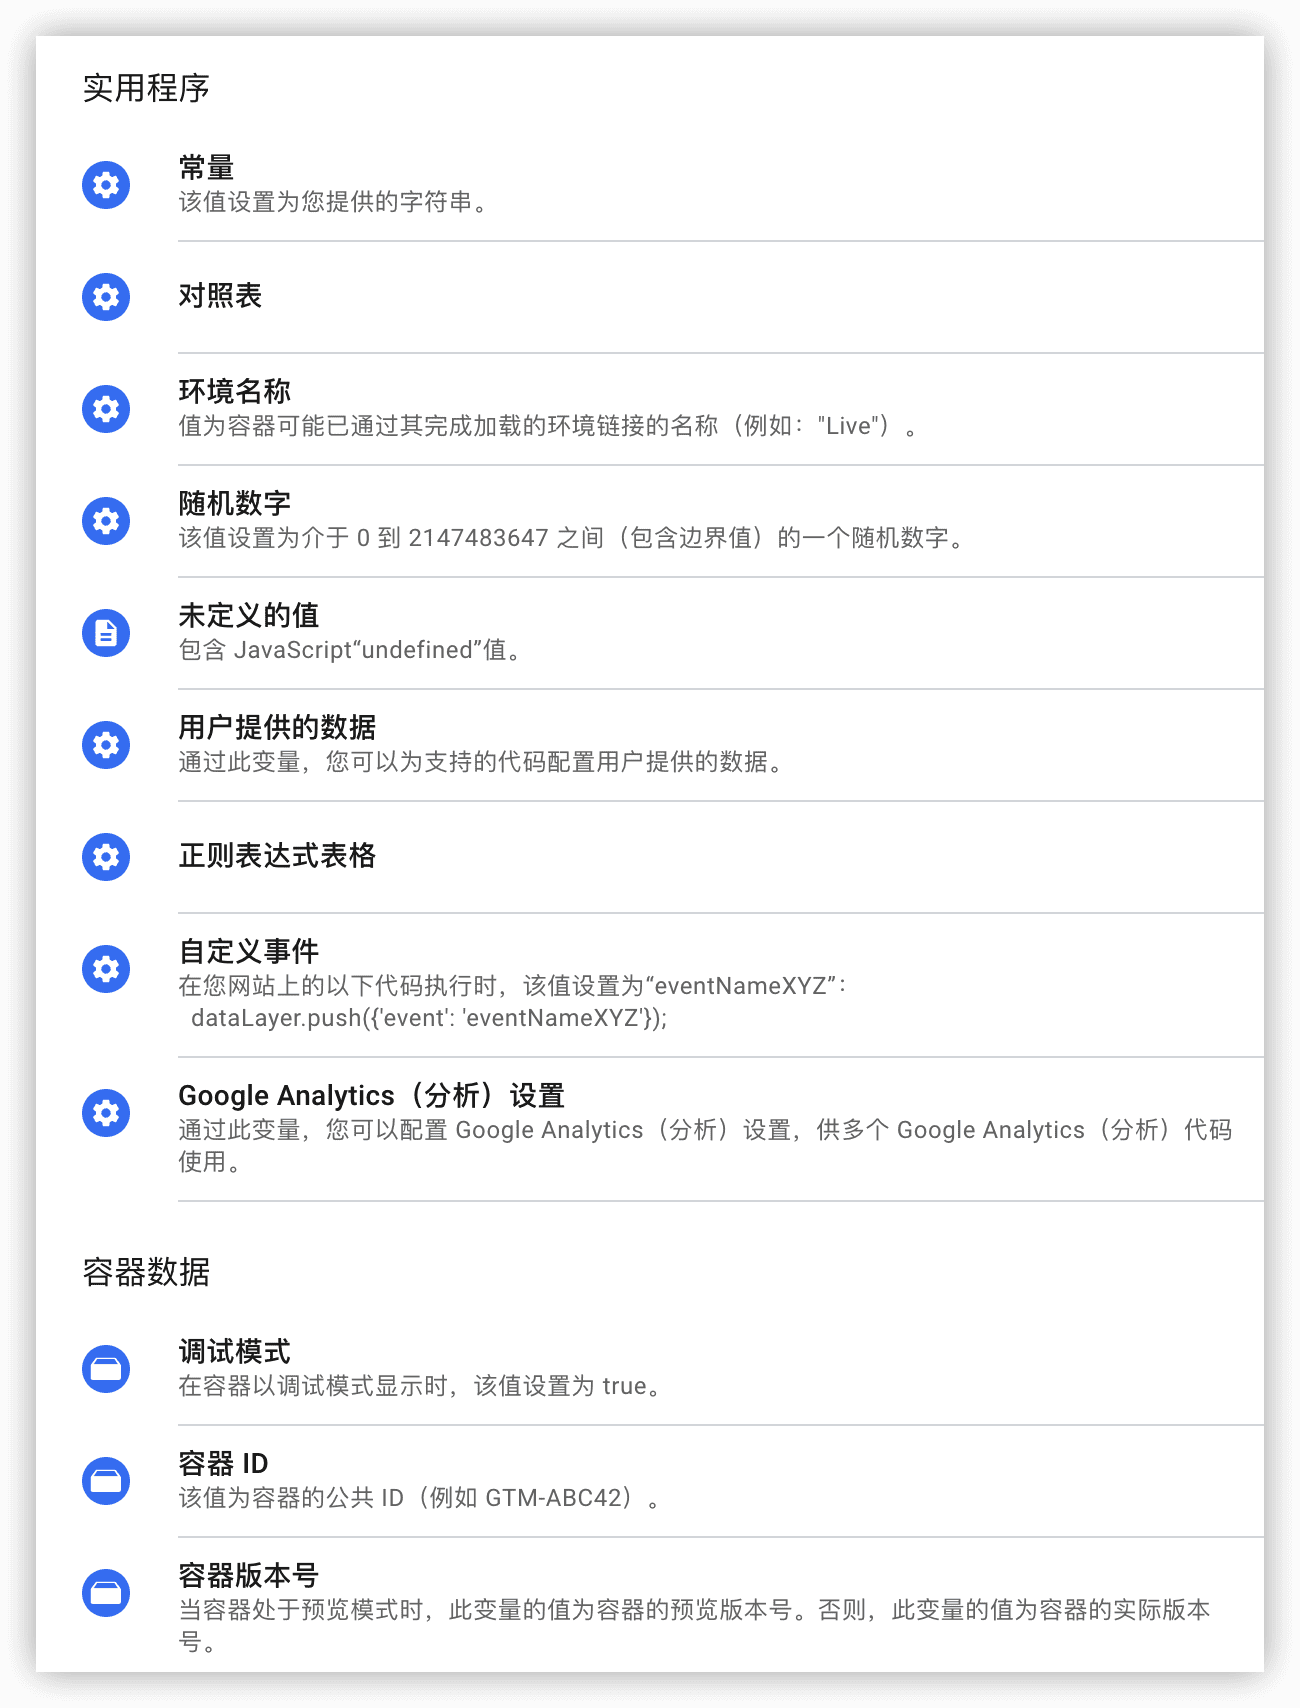 实用程序
常量
该值设置为您提供的字符串。
对照表
环境名称
值为容器可能已通过其完成加载的环境链接的名称（例如："Live"）。
随机数字
该值设置为介于 0 到 2147483647 之间（包含边界值）的一个随机数字。
未定义的值
包含 JavaScript“undefined”值。
用户提供的数据
通过此变量，您可以为支持的代码配置用户提供的数据。
正则表达式表格
自定义事件
在您网站上的以下代码执行时，该值设置为“eventNameXYZ”：
dataLayer.push({'event': 'eventNameXYZ'});
Google Analytics（分析）设置
通过此变量，您可以配置 Google Analytics（分析）设置，供多个 Google Analytics（分析）代码
使用。
容器数据
调试模式
在容器以调试模式显示时，该值设置为 true。
容器 ID
该值为容器的公共 ID（例如 GTM-ABC42）。
容器版本号
当容器处于预览模式时，此变量的值为容器的预览版本号。否则，此变量的值为容器的实际版本
号。